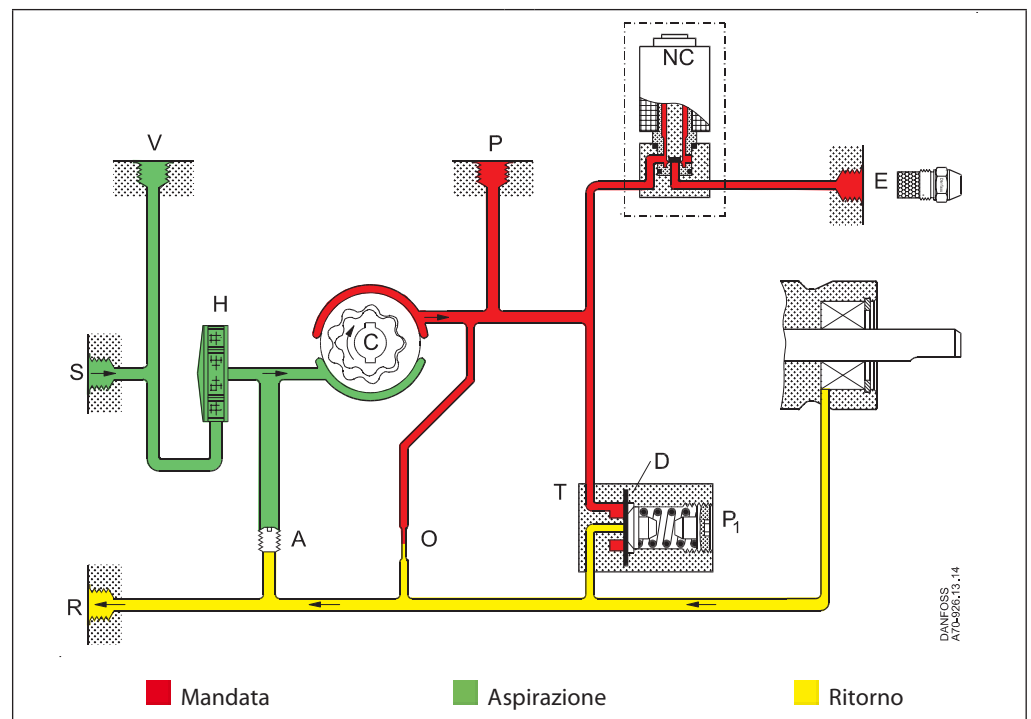 NC
V
P
E
H
C
S
D
T
P1
A
O
R
DANFOSS
A70-926.13.14
Mandata
Aspirazione
Ritorno